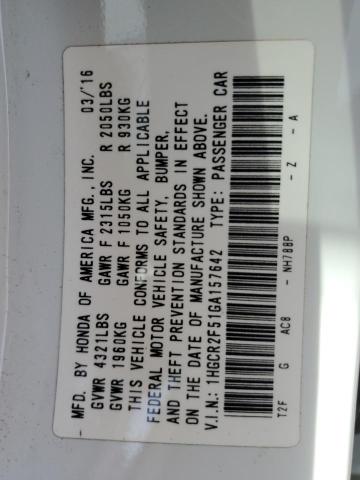 MFD. BY HONDA OF AMERICA MFG., INC. 03/'16
GVWR 4321LBS GAWR F 2315LBS R 2050LBS
GVWR 1960KG GAWR F 1050KG R 930KG
THIS VEHICLE CONFORMS TO ALL APPLICABLE
FEDERAL MOTOR VEHICLE SAFETY, BUMPER,
AND THEFT PREVENTION STANDARDS IN EFFECT
ON THE DATE OF MANUFACTURE SHOWN ABOVE.
V.I.N.: 1HGCR2F51GA157642 TYPE: PASSENGER CAR
T2F G AC8 - NH788P - Z - A